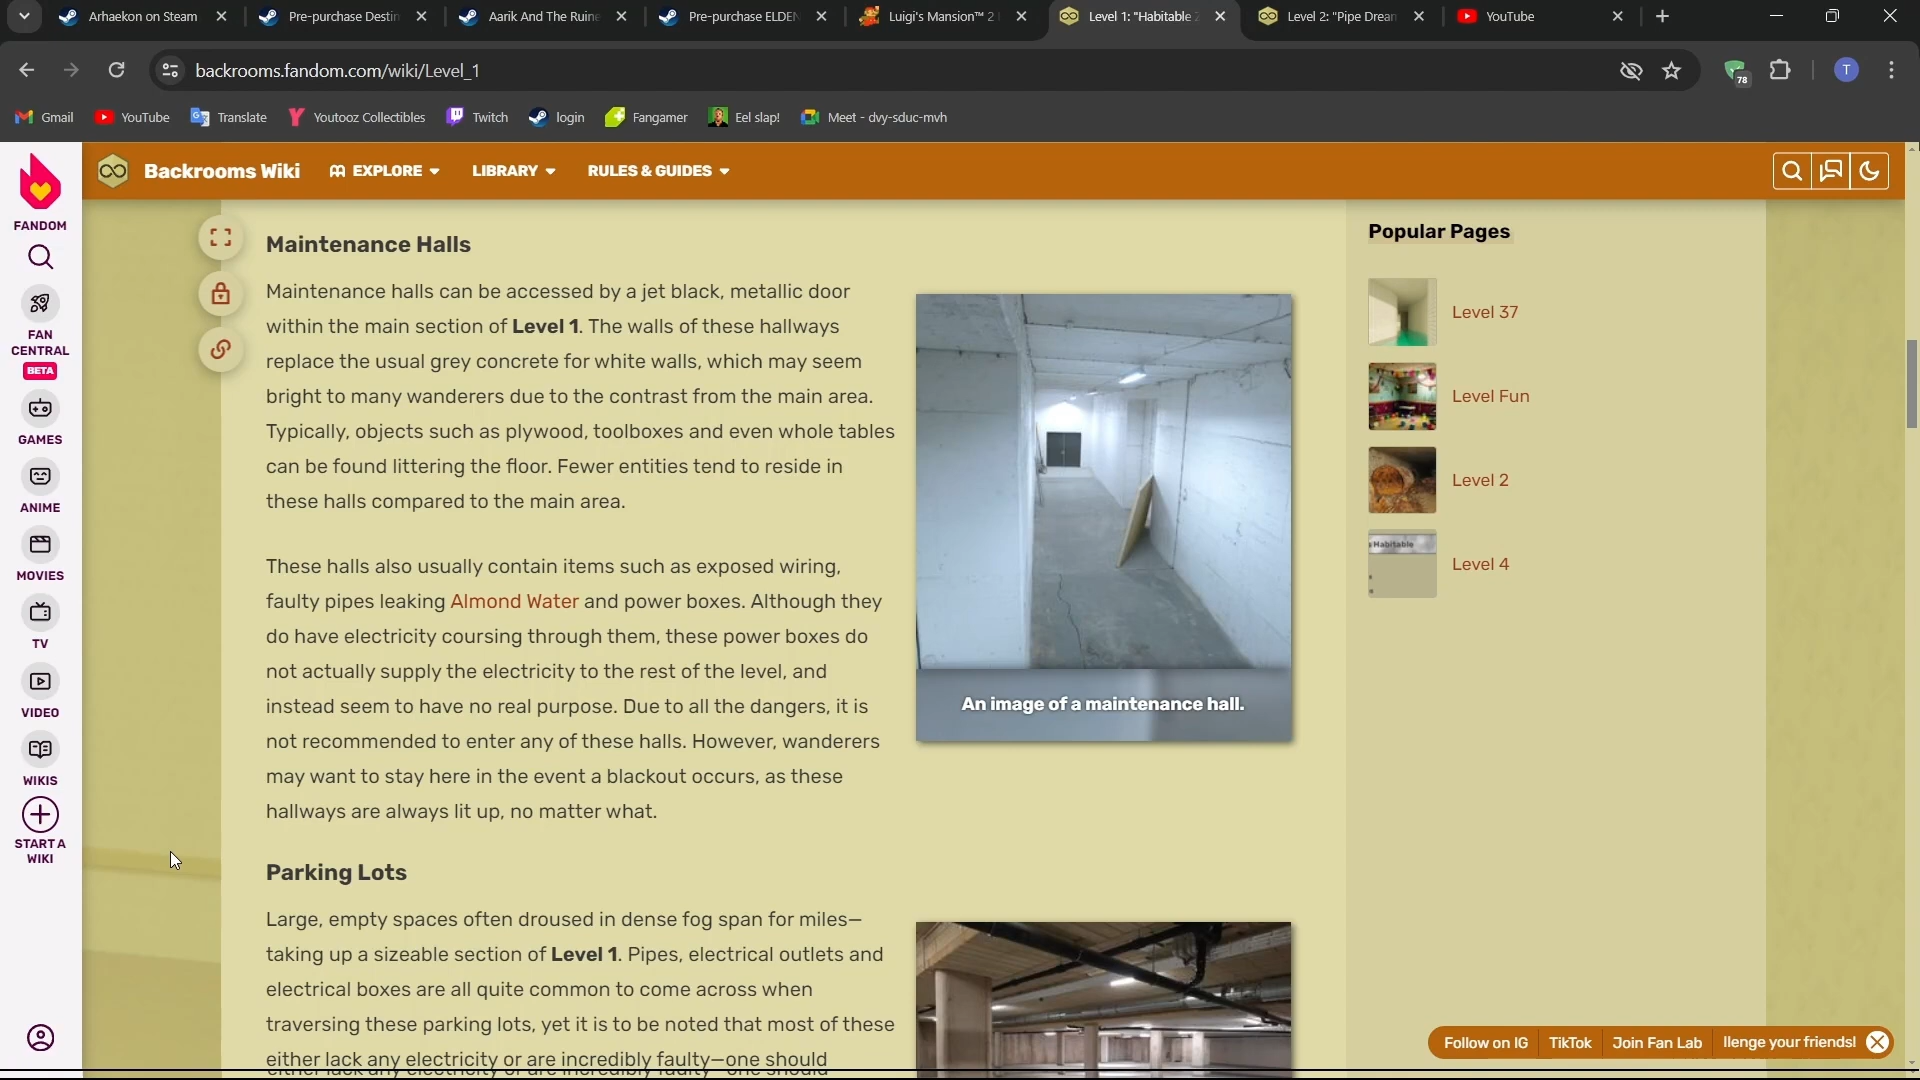 Arhaekon on Steam
Pre-purchase Destin
Aarik And The Ruine
Pre-purchase ELDEN
Luigi's Mansion™ 2
Level 1: "Habitable Z
Level 2: "Pipe Dream
YouTube
backrooms.fandom.com/wiki/Level_1
78
T
Gmail
YouTube
Translate
Youtooz Collectibles
Twitch
login
Fangamer
Eel slap!
Meet - dvy-sduc-mvh
Backrooms Wiki
EXPLORE
LIBRARY
RULES & GUIDES
FANDOM
FAN
CENTRAL
BETA
GAMES
ANIME
MOVIES
TV
VIDEO
WIKIS
START A
WIKI
Maintenance Halls
Maintenance halls can be accessed by a jet black, metallic door
within the main section of Level 1. The walls of these hallways
replace the usual grey concrete for white walls, which may seem
bright to many wanderers due to the contrast from the main area.
Typically, objects such as plywood, toolboxes and even whole tables
can be found littering the floor. Fewer entities tend to reside in
these halls compared to the main area.
These halls also usually contain items such as exposed wiring,
faulty pipes leaking Almond Water and power boxes. Although they
do have electricity coursing through them, these power boxes do
not actually supply the electricity to the rest of the level, and
instead seem to have no real purpose. Due to all the dangers, it is
not recommended to enter any of these halls. However, wanderers
may want to stay here in the event a blackout occurs, as these
hallways are always lit up, no matter what.
An image of a maintenance hall.
Parking Lots
Large, empty spaces often droused in dense fog span for miles—
taking up a sizeable section of Level 1. Pipes, electrical outlets and
electrical boxes are all quite common to come across when
traversing these parking lots, yet it is to be noted that most of these
either lack any electricity or are incredibly faulty—one should
Popular Pages
Level 37
Level Fun
Level 2
Habitable
Level 4
Follow on IG
TikTok
Join Fan Lab
llenge your friends!